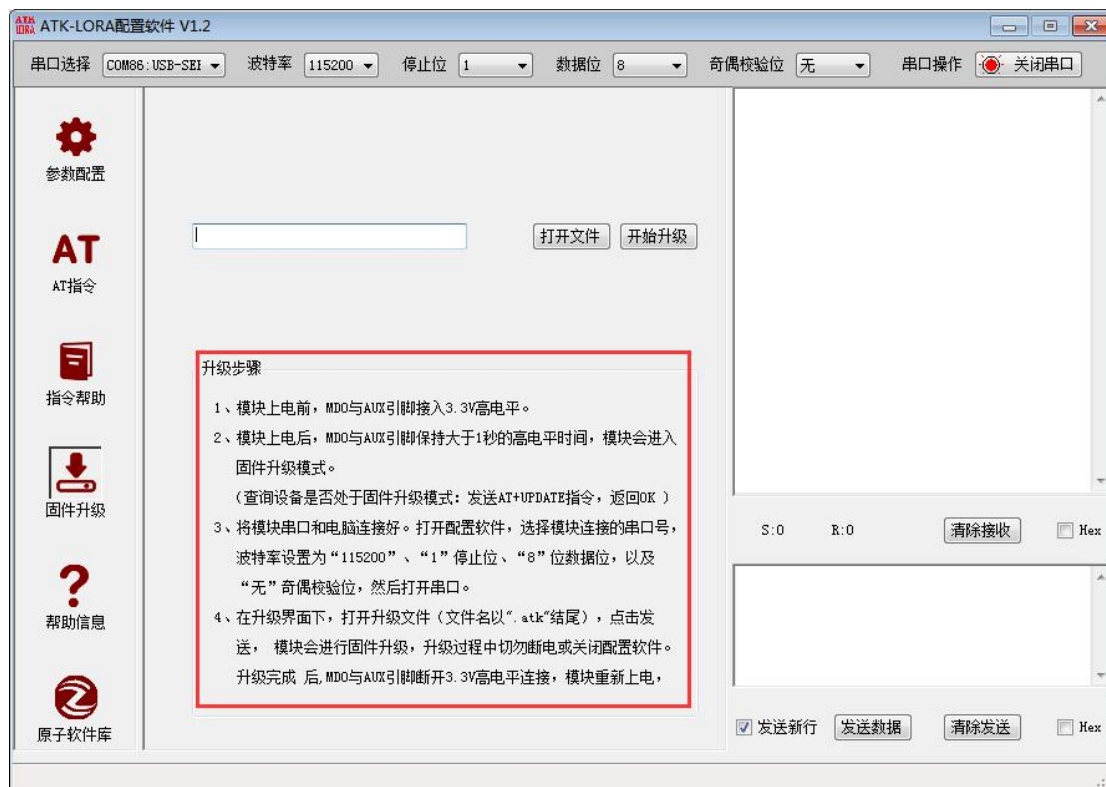 ATK-LORA配置软件 V1.2
串口选择 COM86:USB-SEI 波特率 115200 停止位 1 数据位 8 奇偶校验位 无 串口操作 关闭串口
参数配置
AT
AT指令
指令帮助
固件升级
帮助信息
原子软件库
打开文件 开始升级
升级步骤
1、模块上电前，MDO与AUX引脚接入3.3V高电平。
2、模块上电后，MDO与AUX引脚保持大于1秒的高电平时间，模块会进入
固件升级模式。
（查询设备是否处于固件升级模式：发送AT+UPDATE指令，返回OK ）
3、将模块串口和电脑连接好。打开配置软件，选择模块连接的串口号，
波特率设置为“115200”、“1”停止位、“8”位数据位，以及
“无”奇偶校验位，然后打开串口。
4、在升级界面下，打开升级文件（文件名以“.atk“结尾），点击发
送， 模块会进行固件升级，升级过程中切勿断电或关闭配置软件。
升级完成 后,MDO与AUX引脚断开3.3V高电平连接，模块重新上电，
S:0 R:0 清除接收 Hex
发送新行 发送数据 清除发送 Hex